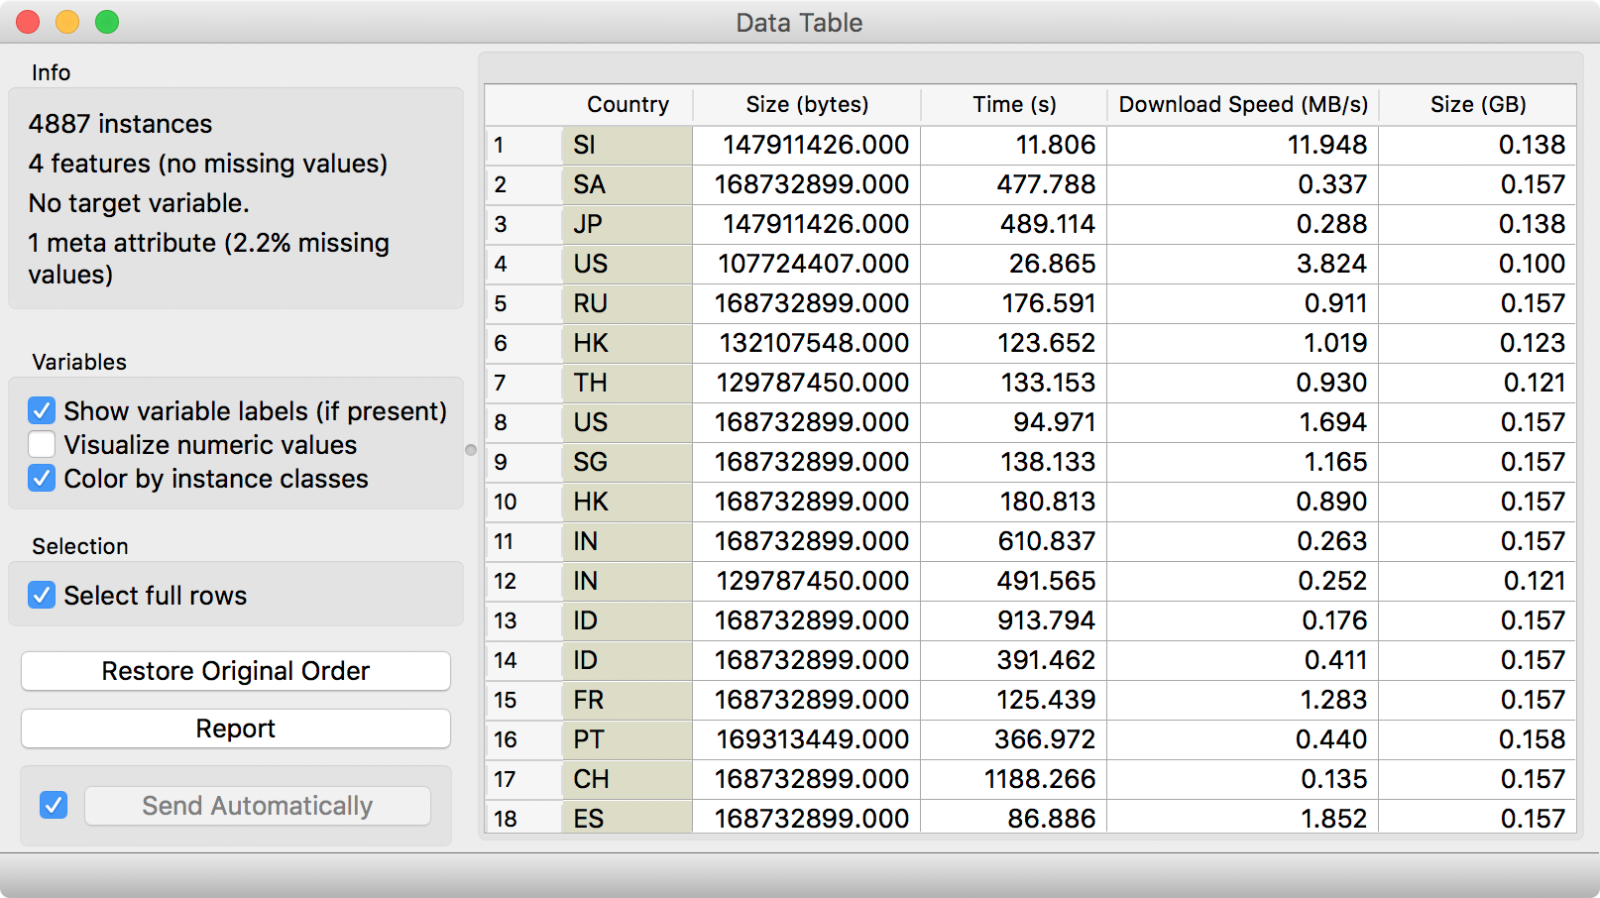 Data Table
Info
4887 instances
4 features (no missing values)
No target variable.
1 meta attribute (2.2% missing
values)
Variables
Show variable labels (if present)
Visualize numeric values
Color by instance classes
Selection
Select full rows
Restore Original Order
Report
Send Automatically
Country Size (bytes) Time (s) Download Speed (MB/s) Size (GB)
1 SI 147911426.000 11.806 11.948 0.138
2 SA 168732899.000 477.788 0.337 0.157
3 JP 147911426.000 489.114 0.288 0.138
4 US 107724407.000 26.865 3.824 0.100
5 RU 168732899.000 176.591 0.911 0.157
6 HK 132107548.000 123.652 1.019 0.123
7 TH 129787450.000 133.153 0.930 0.121
8 US 168732899.000 94.971 1.694 0.157
9 SG 168732899.000 138.133 1.165 0.157
10 HK 168732899.000 180.813 0.890 0.157
11 IN 168732899.000 610.837 0.263 0.157
12 IN 129787450.000 491.565 0.252 0.121
13 ID 168732899.000 913.794 0.176 0.157
14 ID 168732899.000 391.462 0.411 0.157
15 FR 168732899.000 125.439 1.283 0.157
16 PT 169313449.000 366.972 0.440 0.158
17 CH 168732899.000 1188.266 0.135 0.157
18 ES 168732899.000 86.886 1.852 0.157